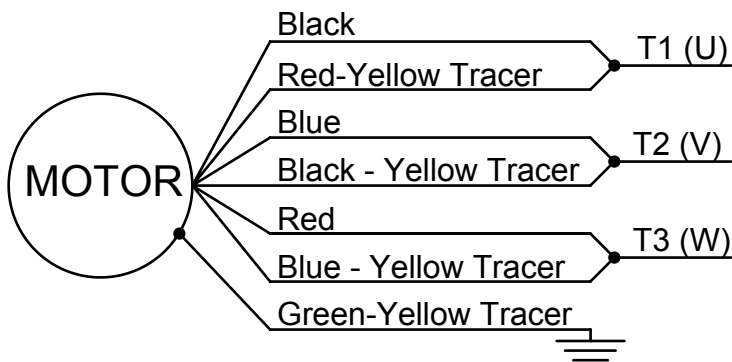 Black
T1 (U)
Red-Yellow Tracer
Blue
T2 (V)
Black - Yellow Tracer
MOTOR
Red
T3 (W)
Blue - Yellow Tracer
Green-Yellow Tracer